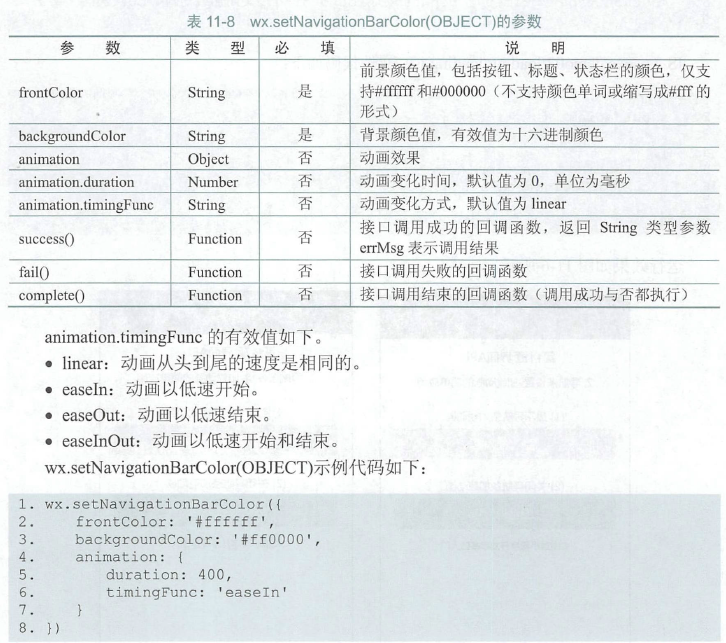 表 11-8 wx.setNavigationBarColor(OBJECT)的参数
参 数 类 型 必 填 说 明
frontColor String 是 前景颜色值，包括按钮、标题、状态栏的颜色，仅支
持#ffffff 和#000000（不支持颜色单词或缩写成#fff 的
形式）
backgroundColor String 是 背景颜色值，有效值为十六进制颜色
animation Object 否 动画效果
animation.duration Number 否 动画变化时间，默认值为 0，单位为毫秒
animation.timingFunc String 否 动画变化方式，默认值为 linear
success() Function 否 接口调用成功的回调函数，返回 String 类型参数
errMsg 表示调用结果
fail() Function 否 接口调用失败的回调函数
complete() Function 否 接口调用结束的回调函数（调用成功与否都执行）
animation.timingFunc 的有效值如下。
• linear：动画从头到尾的速度是相同的。
• easeIn：动画以低速开始。
• easeOut：动画以低速结束。
• easeInOut：动画以低速开始和结束。
wx.setNavigationBarColor(OBJECT)示例代码如下：
1. wx.setNavigationBarColor({
2. frontColor: '#ffffff',
3. backgroundColor: '#ff0000',
4. animation: {
5. duration: 400,
6. timingFunc: 'easeIn'
7. }
8. })